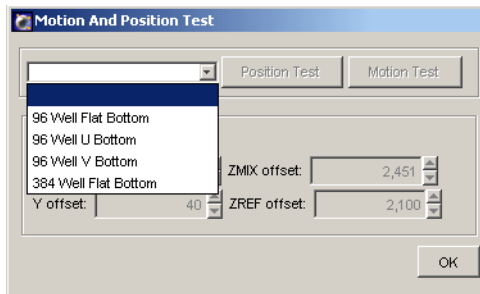 Motion And Position Test
Position Test Motion Test
96 Well Flat Bottom
96 Well U Bottom
96 Well V Bottom
384 Well Flat Bottom
ZMIX offset: 2,451
Y offset: 40 ZREF offset: 2,100
OK